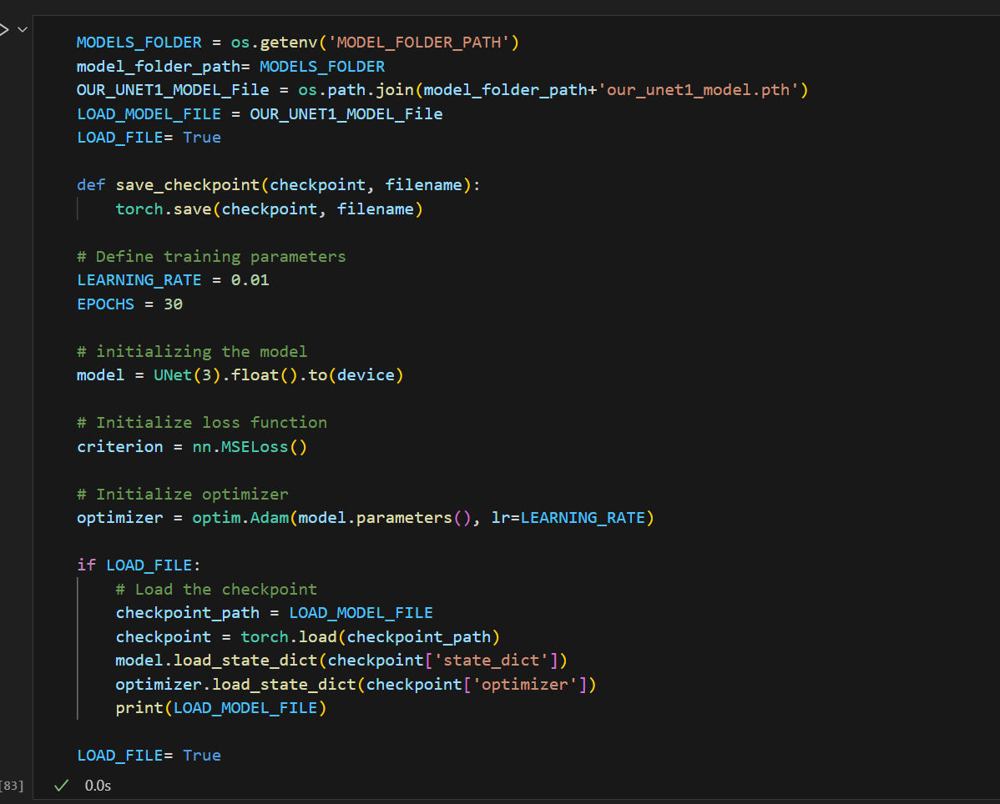 MODELS_FOLDER = os.getenv('MODEL_FOLDER_PATH')
model_folder_path= MODELS_FOLDER
OUR_UNET1_MODEL_File = os.path.join(model_folder_path+'our_unet1_model.pth')
LOAD_MODEL_FILE = OUR_UNET1_MODEL_File
LOAD_FILE= True

def save_checkpoint(checkpoint, filename):
    torch.save(checkpoint, filename)

# Define training parameters
LEARNING_RATE = 0.01
EPOCHS = 30

# initializing the model
model = UNet(3).float().to(device)

# Initialize loss function
criterion = nn.MSELoss()

# Initialize optimizer
optimizer = optim.Adam(model.parameters(), lr=LEARNING_RATE)

if LOAD_FILE:
    # Load the checkpoint
    checkpoint_path = LOAD_MODEL_FILE
    checkpoint = torch.load(checkpoint_path)
    model.load_state_dict(checkpoint['state_dict'])
    optimizer.load_state_dict(checkpoint['optimizer'])
    print(LOAD_MODEL_FILE)

LOAD_FILE= True
[83] ✓ 0.0s